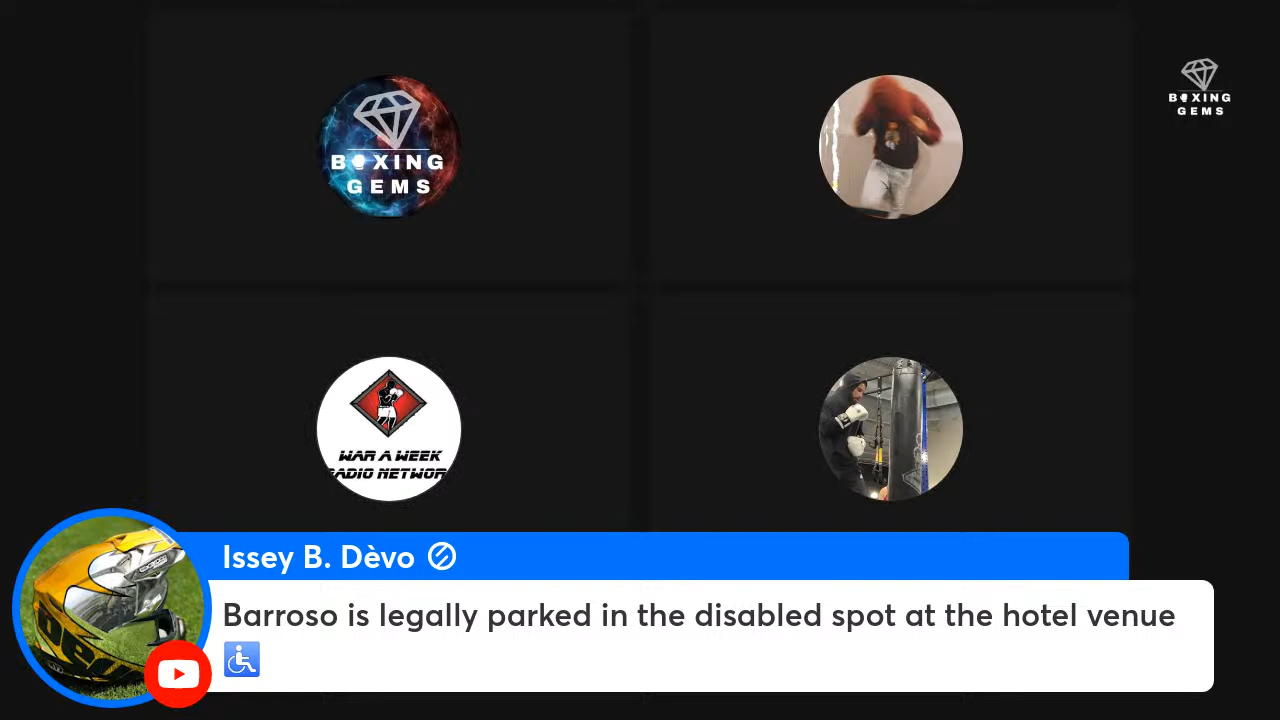 BOXING
GEMS
BOXING
GEMS
WAR A WEEK
RADIO NETWOR
Issey B. Dèvo
Barroso is legally parked in the disabled spot at the hotel venue
♿